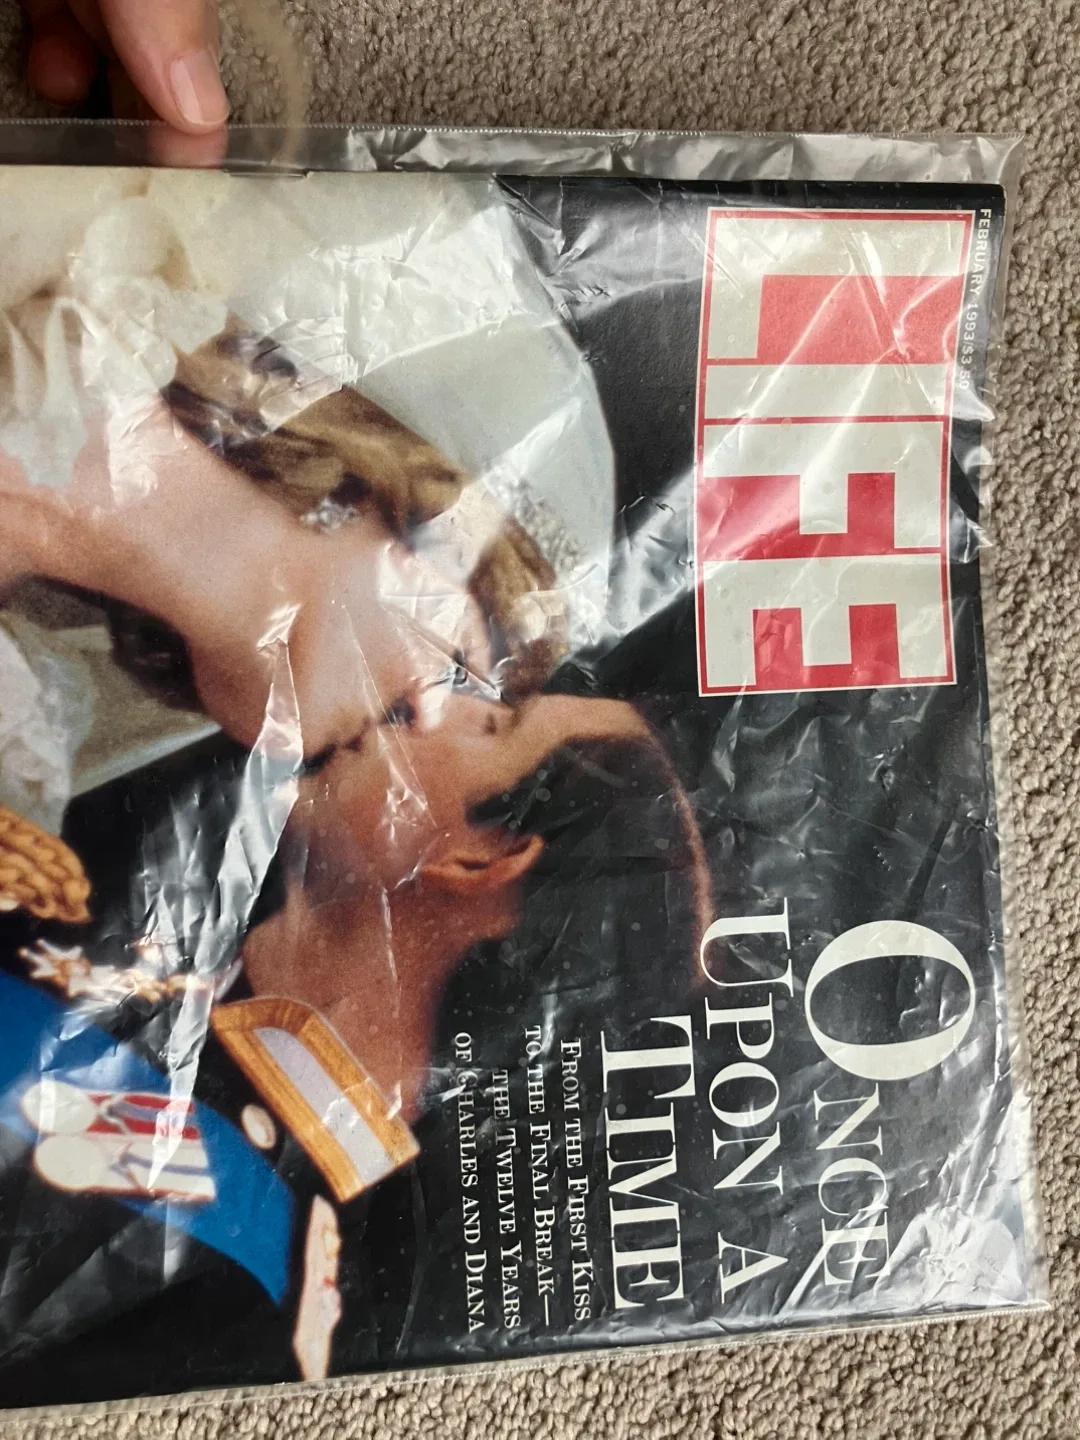 FEBRUARY 1993/$3.50
LIFE
ONCE
UPON A
TIME
FROM THE FIRST KISS
TO THE FINAL BREAK—
THE TWELVE YEARS
OF CHARLES AND DIANA